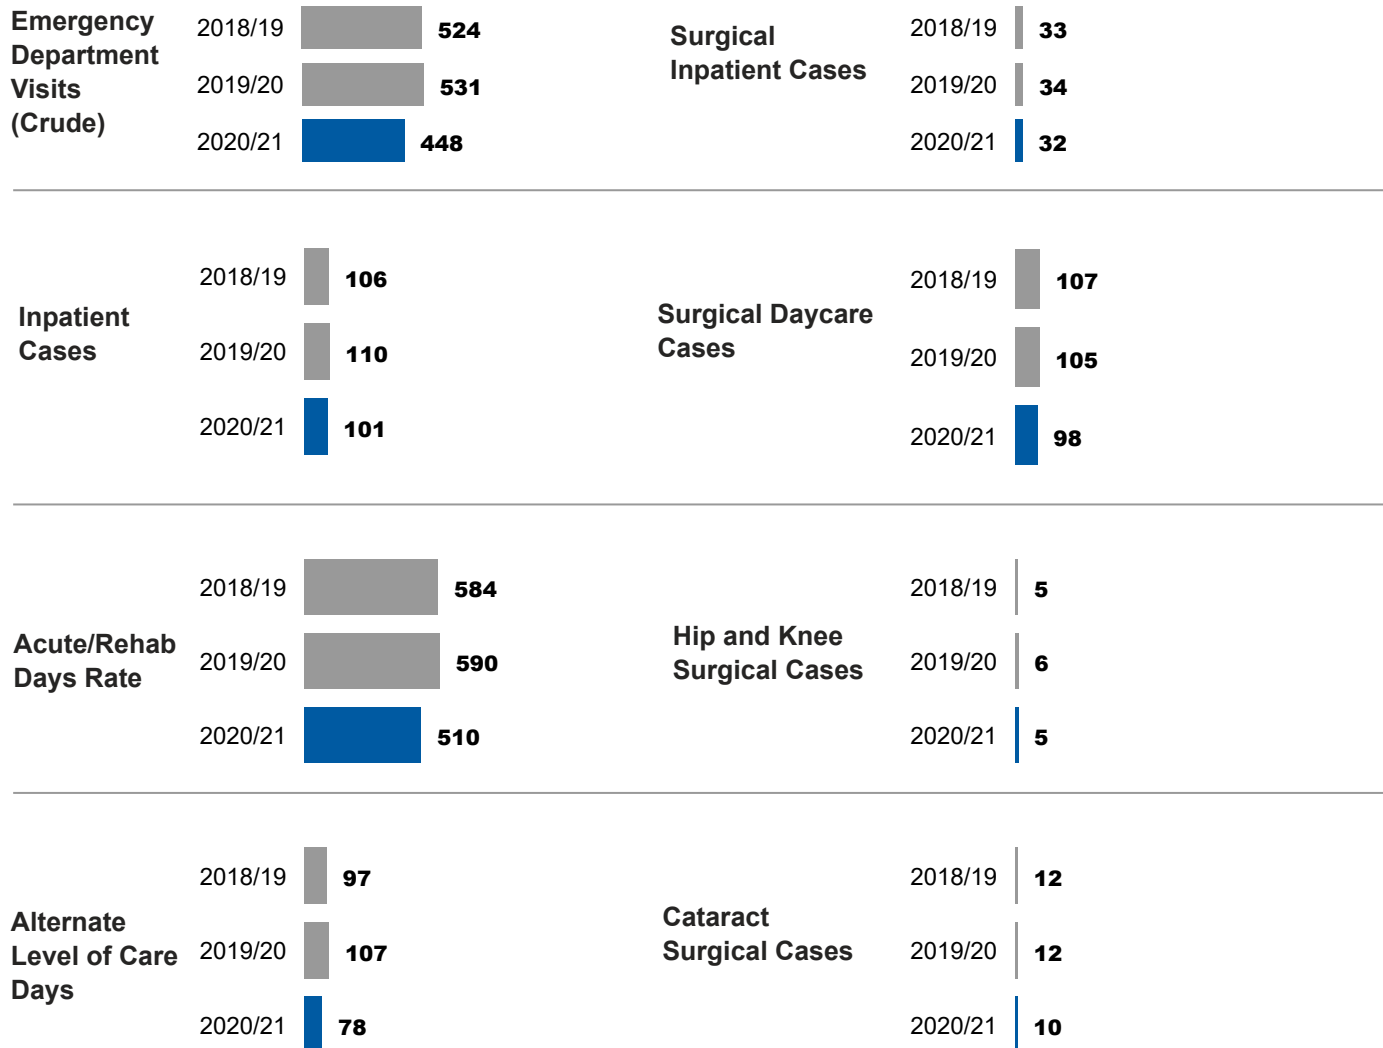 Emergency
Department
Visits
(Crude)
2018/19 524
2019/20 531
2020/21 448
Surgical
Inpatient Cases
2018/19 33
2019/20 34
2020/21 32
Inpatient
Cases
2018/19 106
2019/20 110
2020/21 101
Surgical Daycare
Cases
2018/19 107
2019/20 105
2020/21 98
Acute/Rehab
Days Rate
2018/19 584
2019/20 590
2020/21 510
Hip and Knee
Surgical Cases
2018/19 5
2019/20 6
2020/21 5
Alternate
Level of Care
Days
2018/19 97
2019/20 107
2020/21 78
Cataract
Surgical Cases
2018/19 12
2019/20 12
2020/21 10